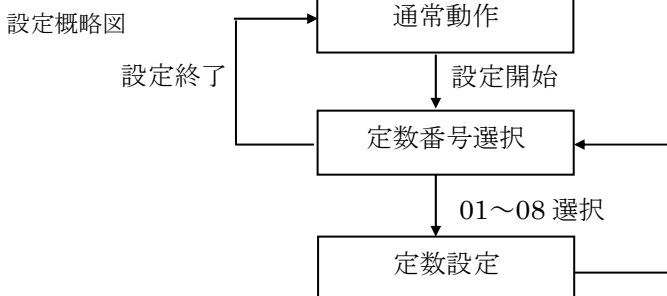 設定概略図
通常動作
設定終了
設定開始
定数番号選択
01～08 選択
定数設定